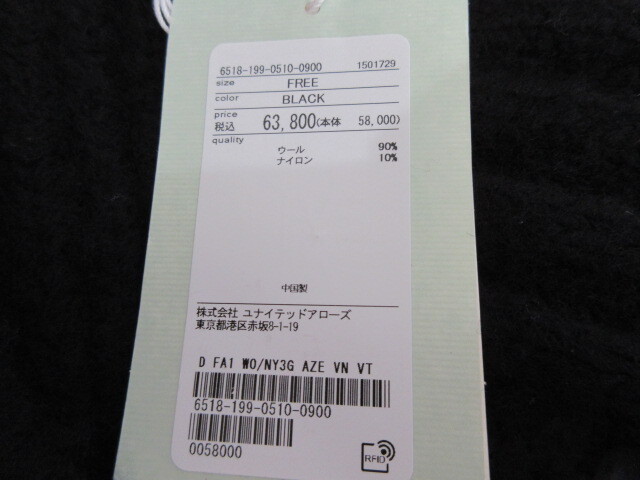 6518-199-0510-0900 1501729
size FREE
color BLACK
price
税込 63,800(本体 58,000)
quality
ウール 90%
ナイロン 10%
中国製
株式会社 ユナイテッドアローズ
東京都港区赤坂8-1-19
D FA1 WO/NY3G AZE VN VT
6518-199-0510-0900
0058000
RFID